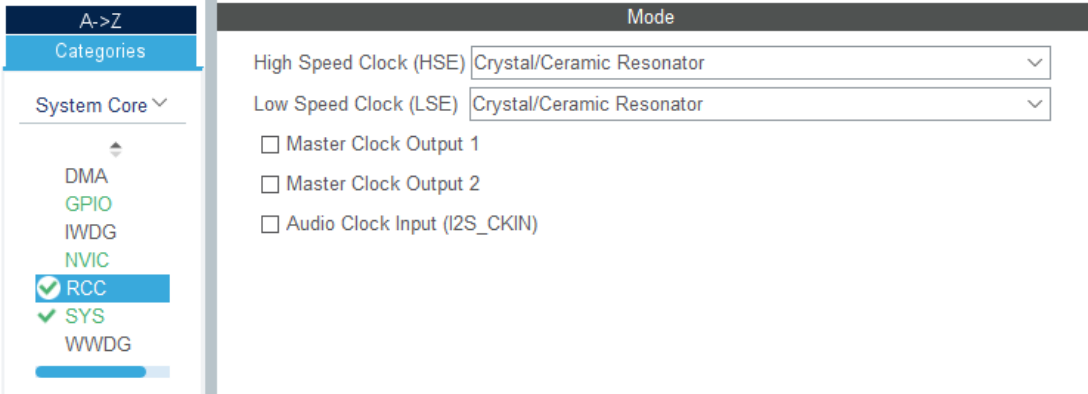 A->Z
Categories
System Core
DMA
GPIO
IWDG
NVIC
RCC
SYS
WWDG
Mode
High Speed Clock (HSE) Crystal/Ceramic Resonator
Low Speed Clock (LSE) Crystal/Ceramic Resonator
Master Clock Output 1
Master Clock Output 2
Audio Clock Input (I2S_CKIN)